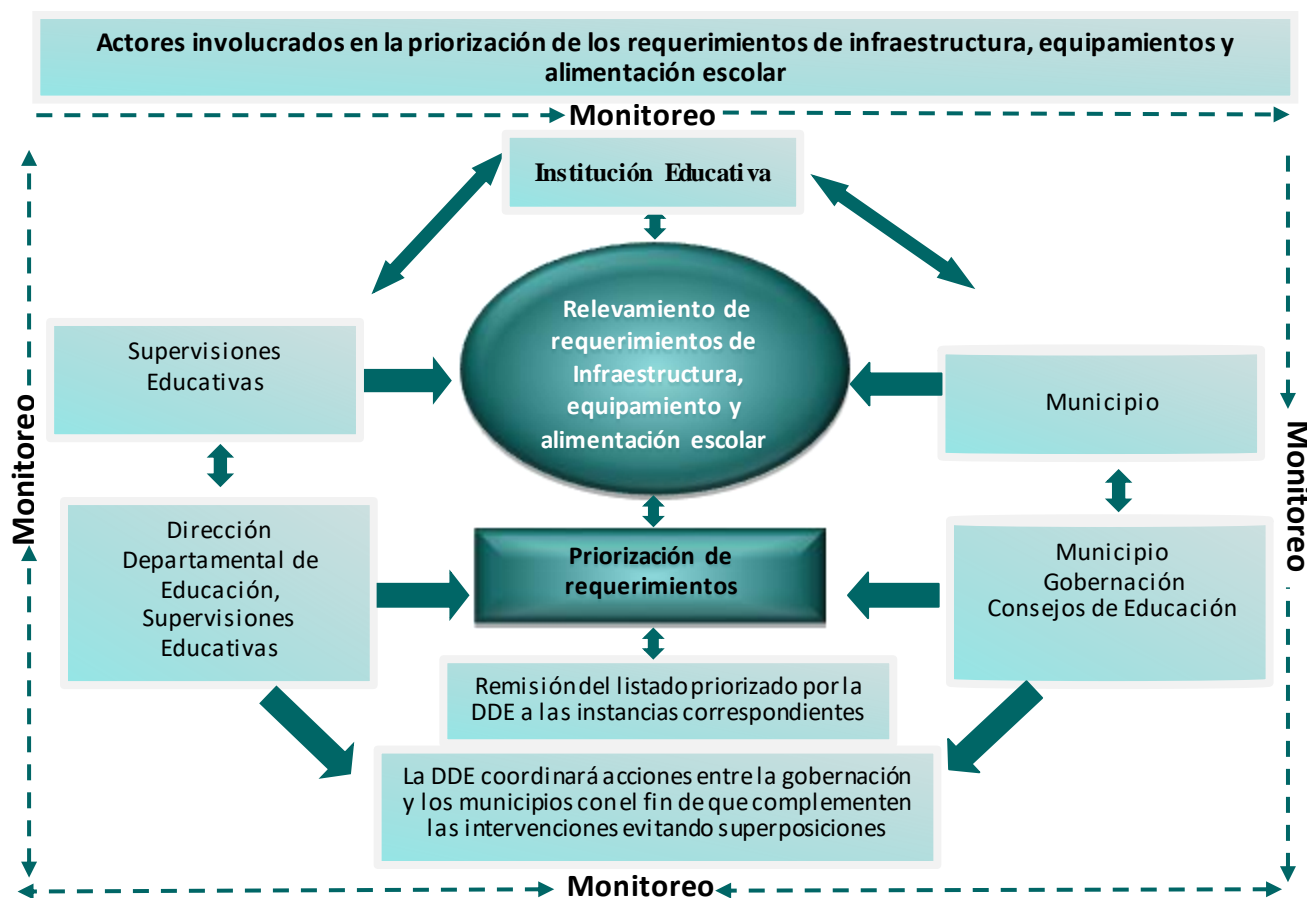 Actores involucrados en la priorización de los requerimientos de infraestructura, equipamientos y
alimentación escolar
Monitoreo
Institución Educativa
Relevamiento de
requerimientos de
Infraestructura,
equipamiento y
alimentación escolar
Supervisiones
Educativas
Municipio
Monitoreo
Monitoreo
Dirección
Departamental de
Educación,
Supervisiones
Educativas
Priorización de
requerimientos
Municipio
Gobernación
Consejos de Educación
Remisión del listado priorizado por la
DDE a las instancias correspondientes
La DDE coordinará acciones entre la gobernación
y los municipios con el fin de que complementen
las intervenciones evitando superposiciones
Monitoreo